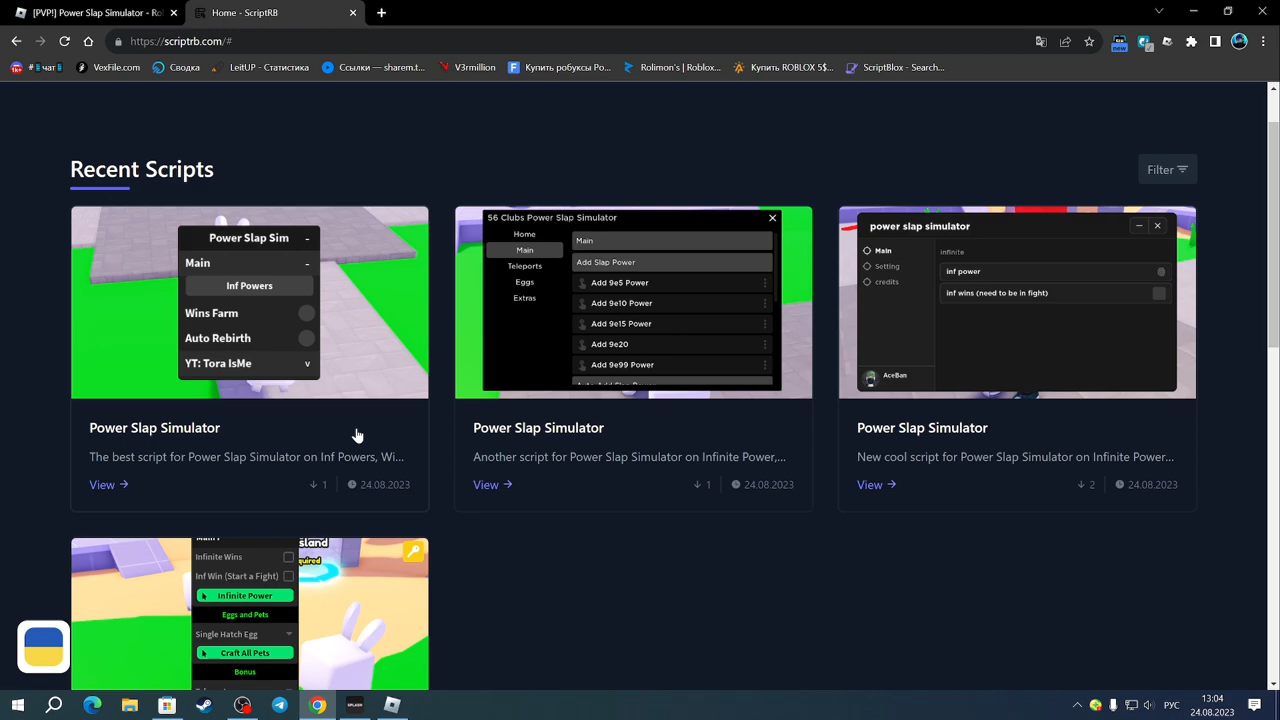 [PVP!] Power Slap Simulator - Rol
Home - ScriptRB
https://scriptrb.com/#
new
VexFile.com
Сводка
LeitUP - Статистика
Ссылки — sharem.t...
V3rmillion
Купить робуксы Ро...
Rolimon's | Roblox...
Купить ROBLOX 5$...
ScriptBlox - Search...
Recent Scripts
Filter
Power Slap Sim -
Main -
Inf Powers
Wins Farm
Auto Rebirth
YT: Tora IsMe v
Power Slap Simulator
The best script for Power Slap Simulator on Inf Powers, Wi...
View → 1 24.08.2023
56 Clubs Power Slap Simulator
Home
Main
Teleports
Eggs
Extras
Main
Add Slap Power
Add 9e5 Power
Add 9e10 Power
Add 9e15 Power
Add 9e20
Add 9e99 Power
Auto Add Slap Power
Power Slap Simulator
Another script for Power Slap Simulator on Infinite Power,...
View → 1 24.08.2023
power slap simulator
Main
Setting
credits
infinite
inf power
inf wins (need to be in fight)
AceBan
Power Slap Simulator
New cool script for Power Slap Simulator on Infinite Power...
View → 2 24.08.2023
Infinite Wins
Inf Win (Start a Fight)
Infinite Power
Eggs and Pets
Single Hatch Egg
Craft All Pets
Bonus
sland
quired
РУС
13:04
24.08.2023